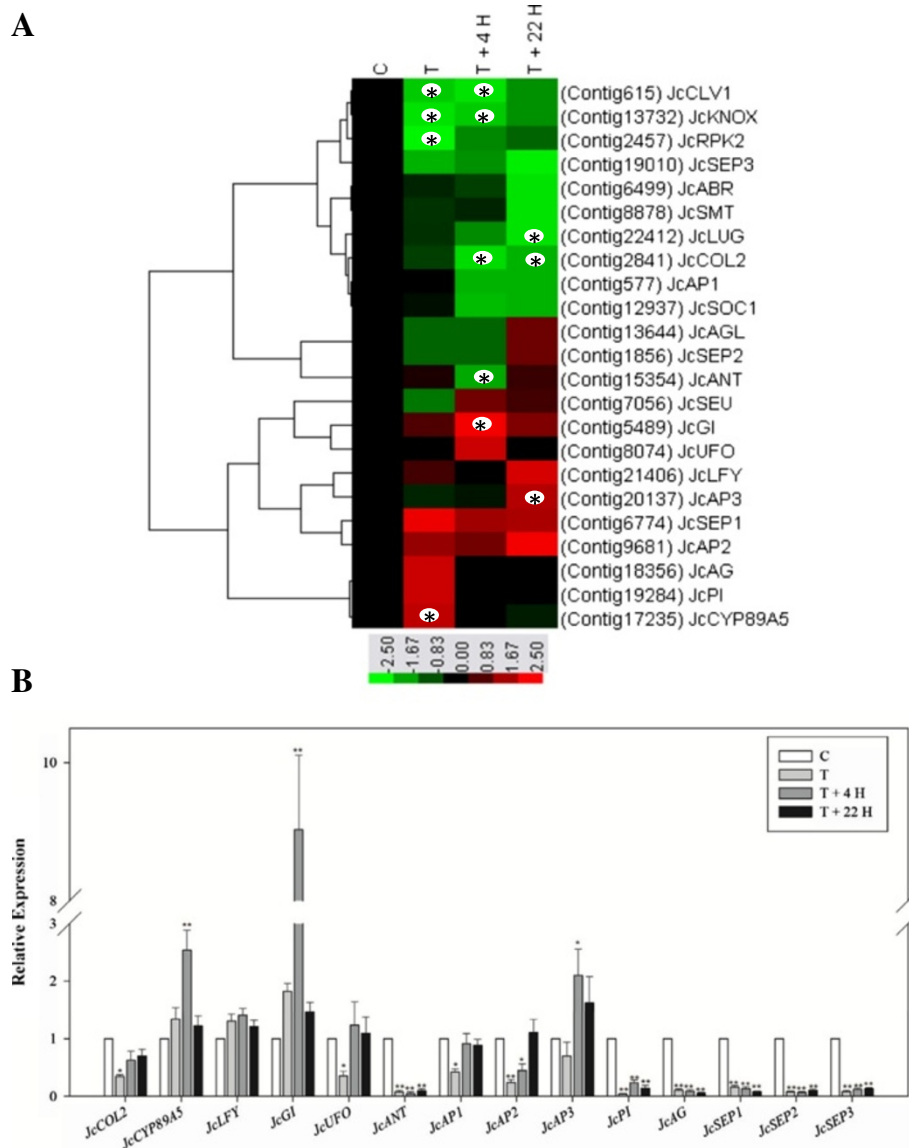 A
C T T + 4 H T + 22 H
* * (Contig615) JcCLV1
* * (Contig13732) JcKNOX
* (Contig2457) JcRPK2
(Contig19010) JcSEP3
(Contig6499) JcABR
(Contig8878) JcSMT
* (Contig22412) JcLUG
* * (Contig2841) JcCOL2
(Contig577) JcAP1
(Contig12937) JcSOC1
(Contig13644) JcAGL
(Contig1856) JcSEP2
* (Contig15354) JcANT
(Contig7056) JcSEU
* (Contig5489) JcGI
(Contig8074) JcUFO
(Contig21406) JcLFY
* (Contig20137) JcAP3
(Contig6774) JcSEP1
(Contig9681) JcAP2
(Contig18356) JcAG
(Contig19284) JcPI
* (Contig17235) JcCYP89A5
-2.50 -1.67 -0.83 0.00 0.83 1.67 2.50
B
Relative Expression
10
8
3
2
1
0
C
T
T + 4 H
T + 22 H
* ** ** * ** ** ** * ** * * ** ** ** ** ** ** ** ** ** ** ** ** ** ** ** **
JcCOL2 JcCYP89A5 JcLFY JcGI JcUFO JcANT JcAP1 JcAP2 JcAP3 JcPI JcAG JcSEP1 JcSEP2 JcSEP3